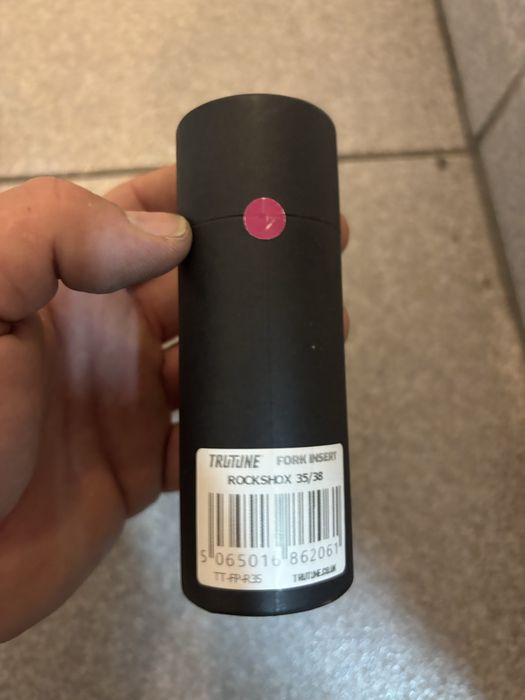 TRUTUNE FORK INSERT
ROCKSHOX 35/38
5 065016 862061
TT-FP-R35 TRUTUNE.CO.UK